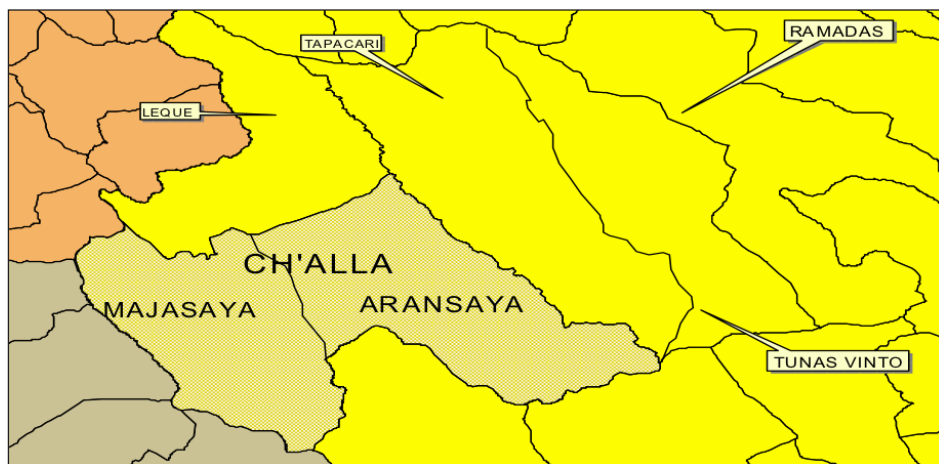 RAMADAS
TAPACARI
LEQUE
CH'ALLA
MAJASAYA
ARANSAYA
TUNAS VINTO